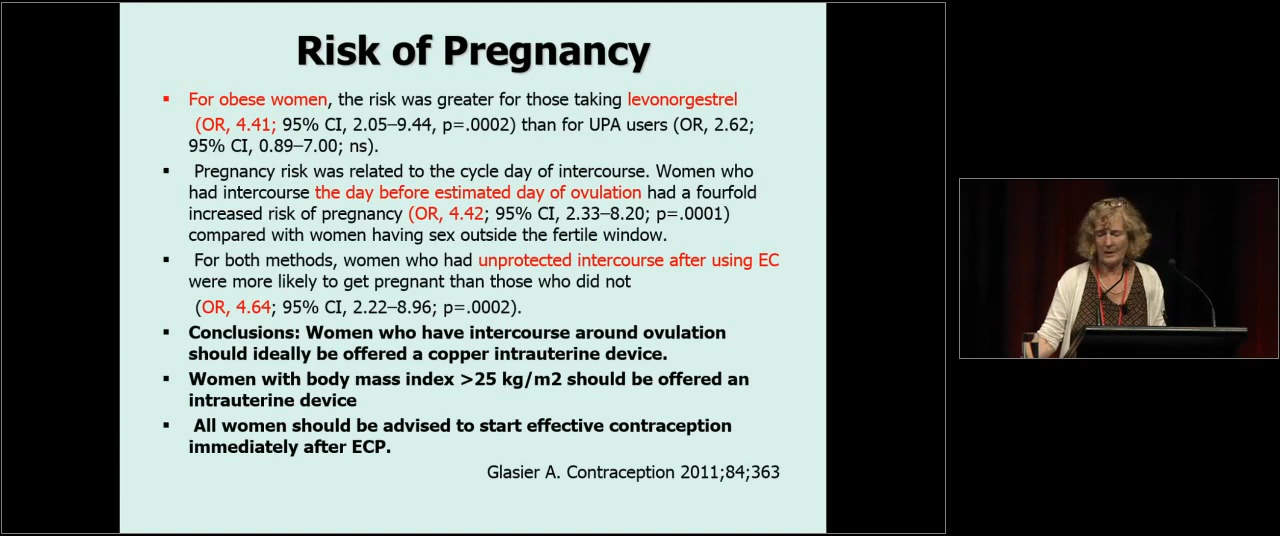 Risk of Pregnancy
▪ For obese women, the risk was greater for those taking levonorgestrel
(OR, 4.41; 95% CI, 2.05–9.44, p=.0002) than for UPA users (OR, 2.62;
95% CI, 0.89–7.00; ns).
▪ Pregnancy risk was related to the cycle day of intercourse. Women who
had intercourse the day before estimated day of ovulation had a fourfold
increased risk of pregnancy (OR, 4.42; 95% CI, 2.33–8.20; p=.0001)
compared with women having sex outside the fertile window.
▪ For both methods, women who had unprotected intercourse after using EC
were more likely to get pregnant than those who did not
(OR, 4.64; 95% CI, 2.22–8.96; p=.0002).
▪ Conclusions: Women who have intercourse around ovulation
should ideally be offered a copper intrauterine device.
▪ Women with body mass index >25 kg/m2 should be offered an
intrauterine device
▪ All women should be advised to start effective contraception
immediately after ECP.
Glasier A. Contraception 2011;84;363